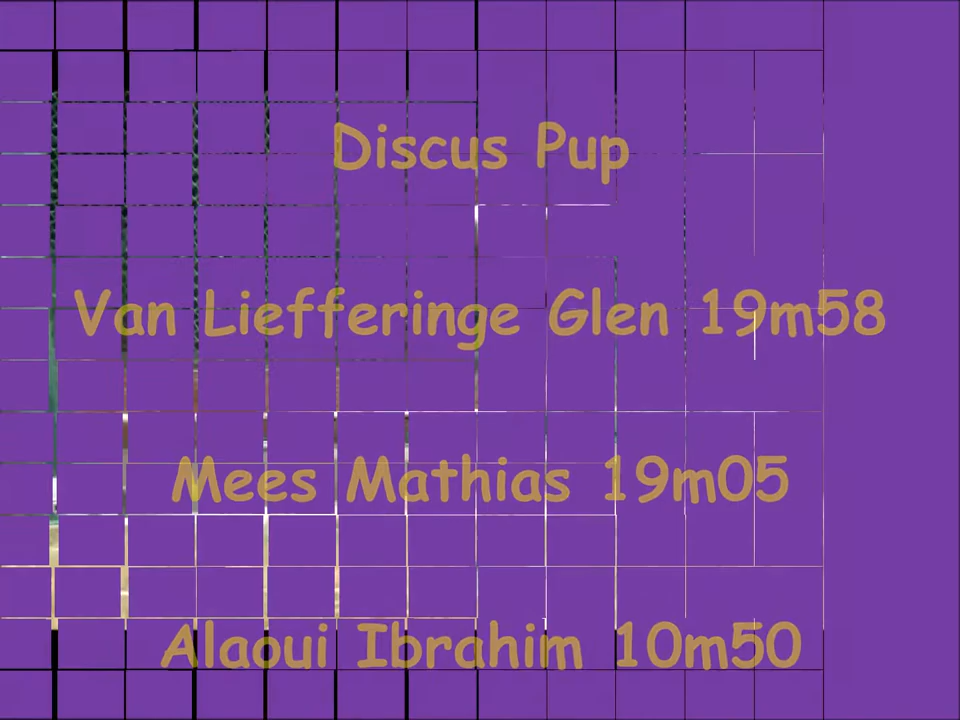 Discus Pup
Van Liefferinge Glen 19m58
Mees Mathias 19m05
Alaoui Ibrahim 10m50